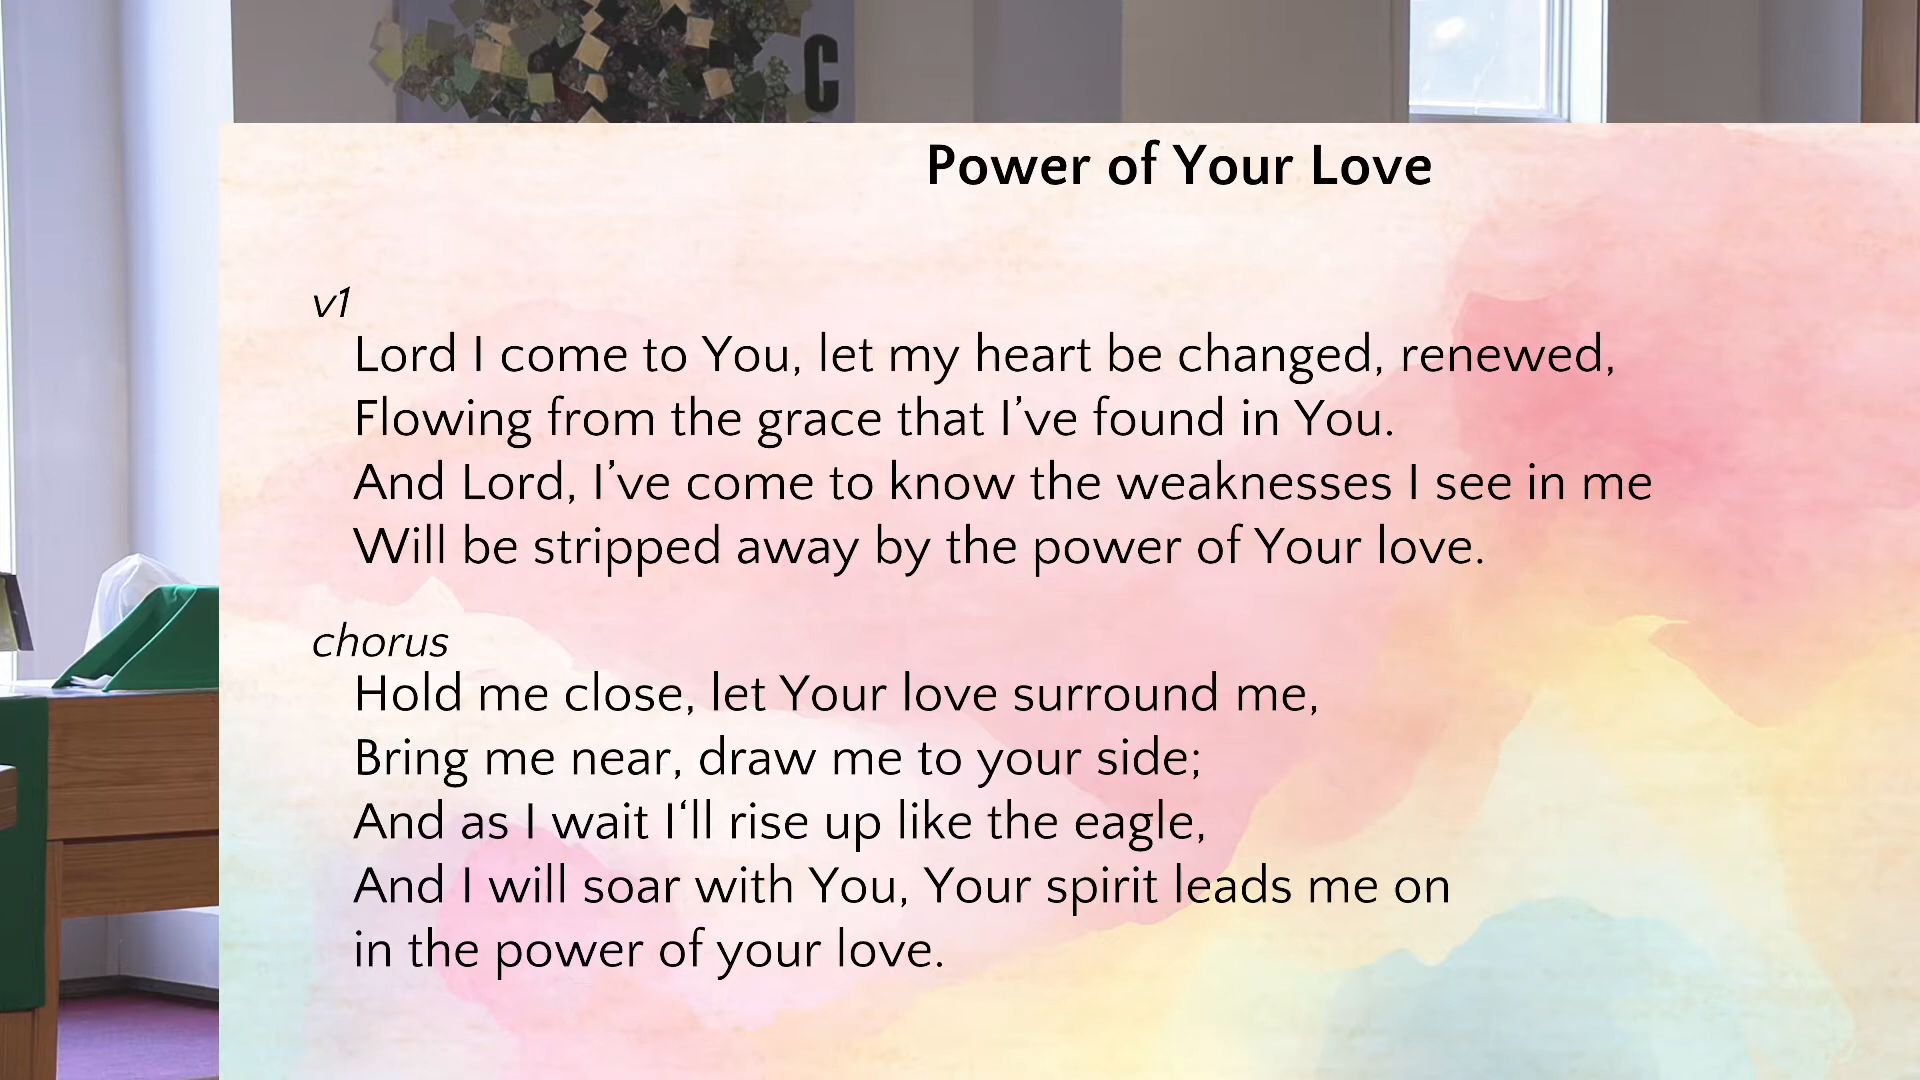 C
Power of Your Love
v1
Lord I come to You, let my heart be changed, renewed,
Flowing from the grace that I’ve found in You.
And Lord, I’ve come to know the weaknesses I see in me
Will be stripped away by the power of Your love.
chorus
Hold me close, let Your love surround me,
Bring me near, draw me to your side;
And as I wait I‘ll rise up like the eagle,
And I will soar with You, Your spirit leads me on
in the power of your love.